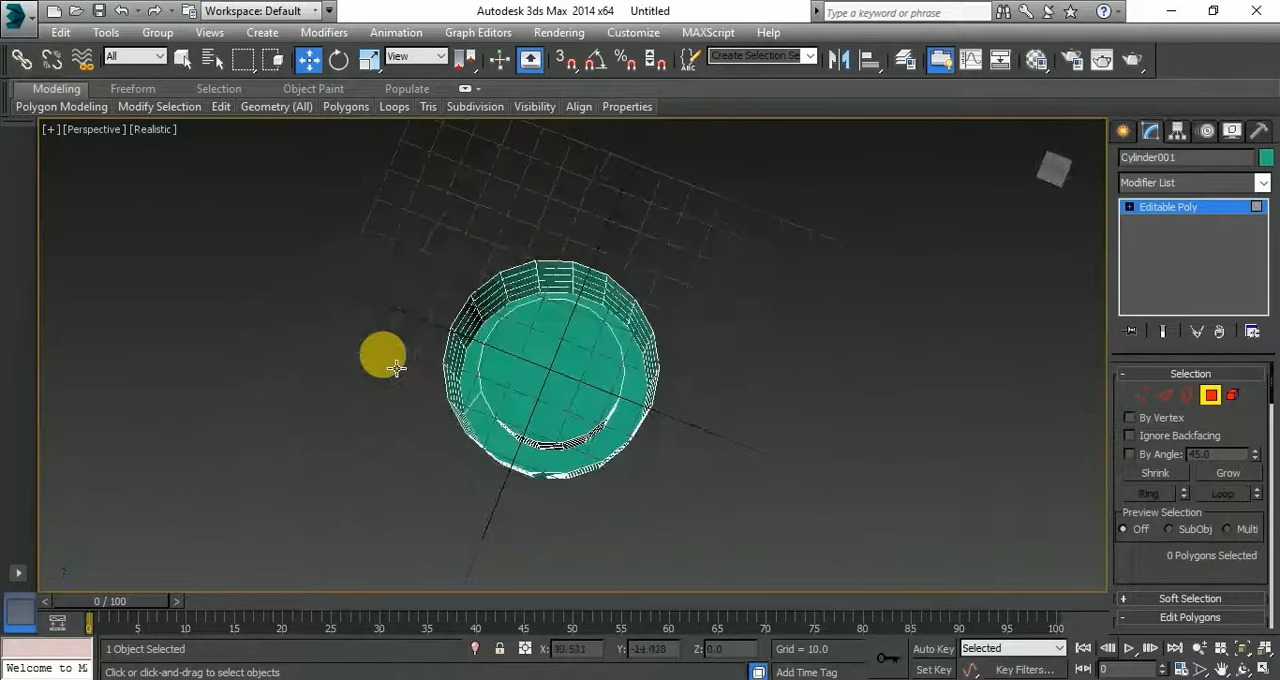 Workspace: Default
Autodesk 3ds Max 2014 x64 Untitled
Type a keyword or phrase
Edit Tools Group Views Create Modifiers Animation Graph Editors Rendering Customize MAXScript Help
All View Create Selection Se
Modeling Freeform Selection Object Paint Populate
Polygon Modeling Modify Selection Edit Geometry (All) Polygons Loops Tris Subdivision Visibility Align Properties
[+] [Perspective] [Realistic]
Cylinder001
Modifier List
Editable Poly
Selection
By Vertex
Ignore Backfacing
By Angle: 45.0
Shrink Grow
Ring Loop
Preview Selection
Off SubObj Multi
0 Polygons Selected
Soft Selection
Edit Polygons
0 / 100
0 5 10 15 20 25 30 35 40 45 50 55 60 65 70 75 80 85 90 95 100
1 Object Selected X: Y: Z: 0.0 Grid = 10.0 Auto Key Selected
Welcome to M Click or click-and-drag to select objects Add Time Tag Set Key Key Filters... 0